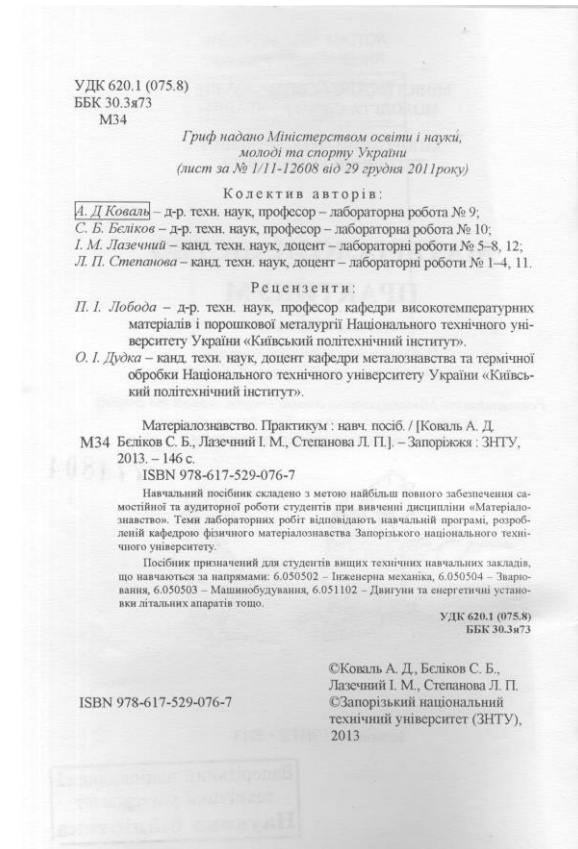 УДК 620.1 (075.8)
ББК 30.3я73
М34
Гриф надано Міністерством освіти і науки,
молоді та спорту України
(лист за № 1/11-12608 від 29 грудня 2011року)
Колектив авторів:
А. Д Коваль – д-р. техн. наук, професор – лабораторна робота № 9;
С. Б. Бєліков – д-р. техн. наук, професор – лабораторна робота № 10;
І. М. Лазечний – канд. техн. наук, доцент – лабораторні роботи № 5–8, 12;
Л. П. Степанова – канд. техн. наук, доцент – лабораторні роботи № 1–4, 11.
Рецензенти:
П. І. Лобода – д-р. техн. наук, професор кафедри високотемпературних
матеріалів і порошкової металургії Національного технічного уні-
верситету України «Київський політехнічний інститут».
О. І. Дудка – канд. техн. наук, доцент кафедри металознавства та термічної
обробки Національного технічного університету України «Київсь-
кий політехнічний інститут».
Матеріалознавство. Практикум : навч. посіб. / [Коваль А. Д.
М34 Бєліков С. Б., Лазечний І. М., Степанова Л. П.]. – Запоріжжя : ЗНТУ,
2013. – 146 с.
ISBN 978-617-529-076-7
Навчальний посібник складено з метою найбільш повного забезпечення са-
мостійної та аудиторної роботи студентів при вивченні дисципліни «Матеріало-
знавство». Теми лабораторних робіт відповідають навчальній програмі, розроб-
леній кафедрою фізичного матеріалознавства Запорізького національного техні-
чного університету.
Посібник призначений для студентів вищих технічних навчальних закладів,
що навчаються за напрямами: 6.050502 – Інженерна механіка, 6.050504 – Зварю-
вання, 6.050503 – Машинобудування, 6.051102 – Двигуни та енергетичні установ-
ки літальних апаратів тощо.
УДК 620.1 (075.8)
ББК 30.3я73
©Коваль А. Д., Бєліков С. Б.,
Лазечний І. М., Степанова Л. П.
ISBN 978-617-529-076-7 ©Запорізький національний
технічний університет (ЗНТУ),
2013